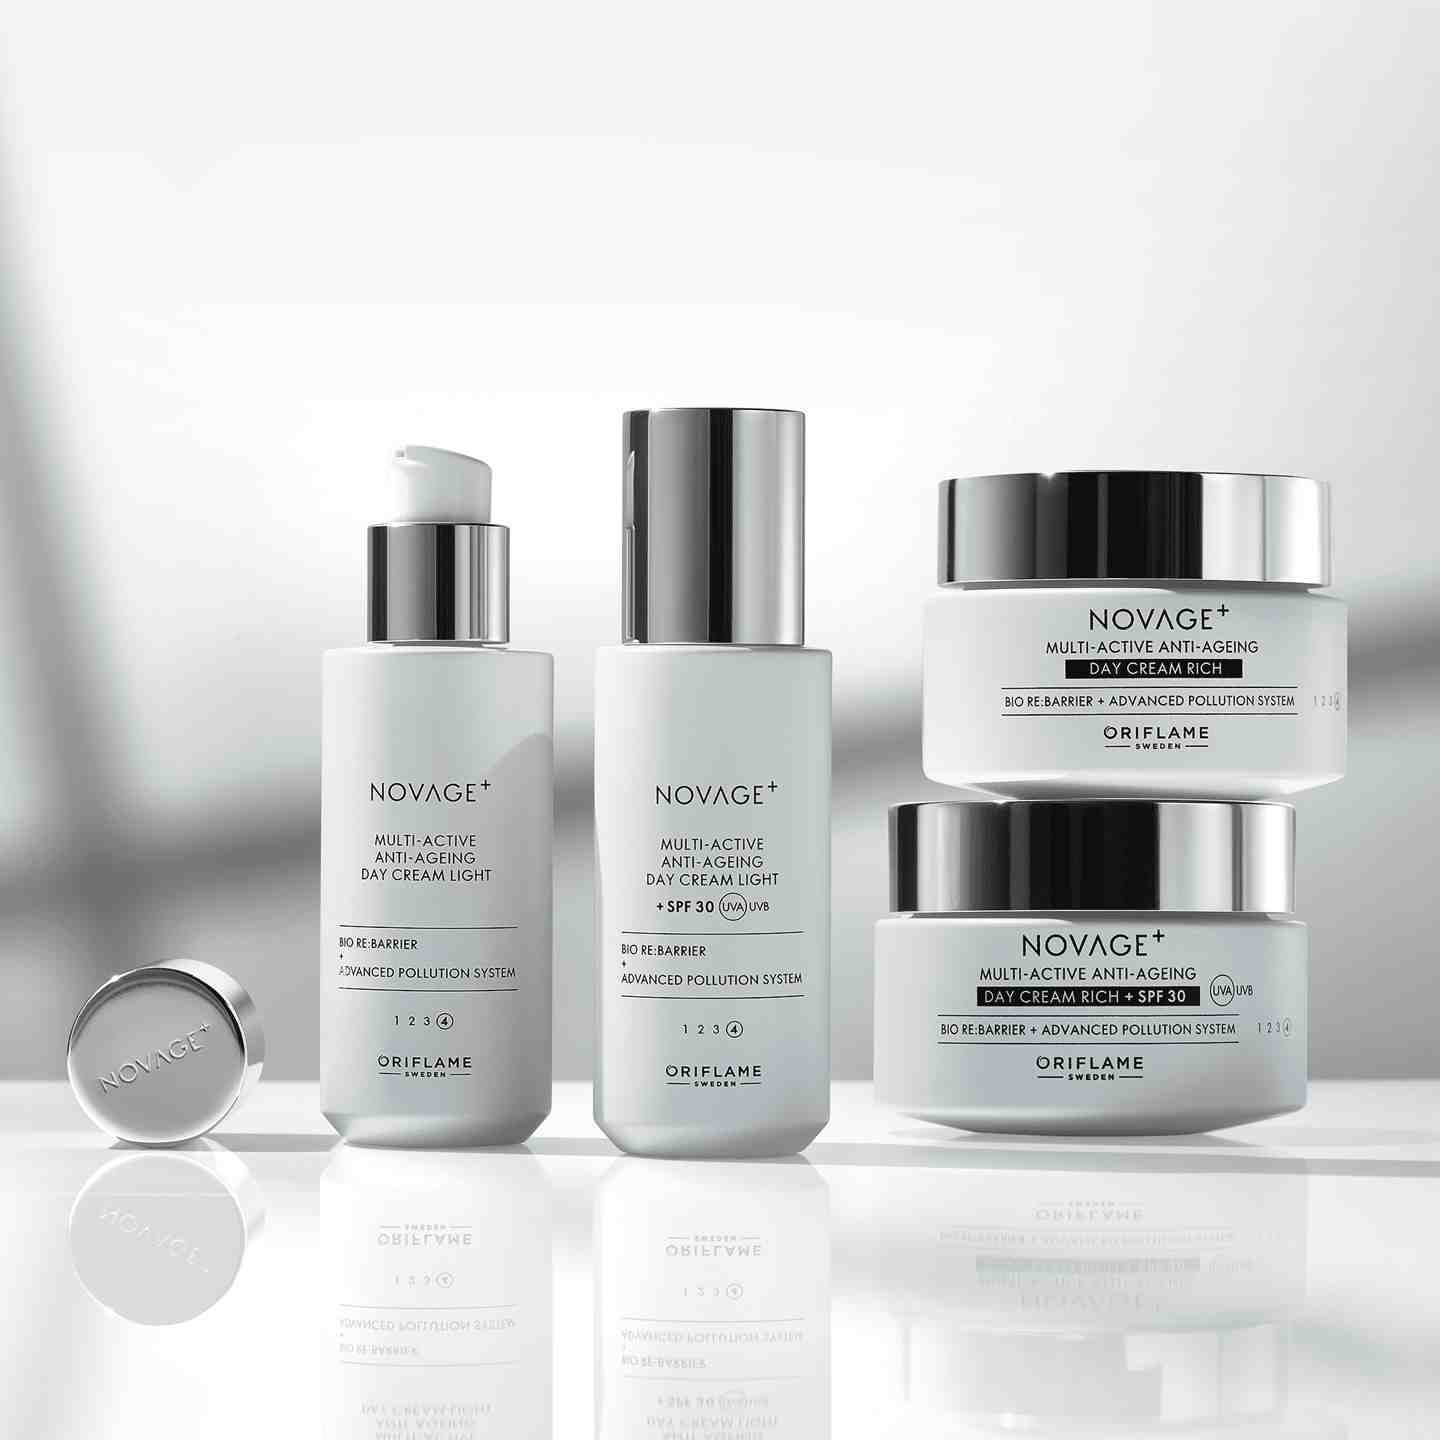 NOVAGE+
NOVAGE+
MULTI-ACTIVE
ANTI-AGEING
DAY CREAM LIGHT
BIO RE:BARRIER
+
ADVANCED POLLUTION SYSTEM
1 2 3 4
ORIFLAME
SWEDEN
NOVAGE+
MULTI-ACTIVE
ANTI-AGEING
DAY CREAM LIGHT
+ SPF 30 UVA UVB
BIO RE:BARRIER
+
ADVANCED POLLUTION SYSTEM
1 2 3 4
ORIFLAME
SWEDEN
NOVAGE+
MULTI-ACTIVE ANTI-AGEING
DAY CREAM RICH
BIO RE:BARRIER + ADVANCED POLLUTION SYSTEM 1 2 3 4
ORIFLAME
SWEDEN
NOVAGE+
MULTI-ACTIVE ANTI-AGEING
DAY CREAM RICH + SPF 30 UVA UVB
BIO RE:BARRIER + ADVANCED POLLUTION SYSTEM 1 2 3 4
ORIFLAME
SWEDEN